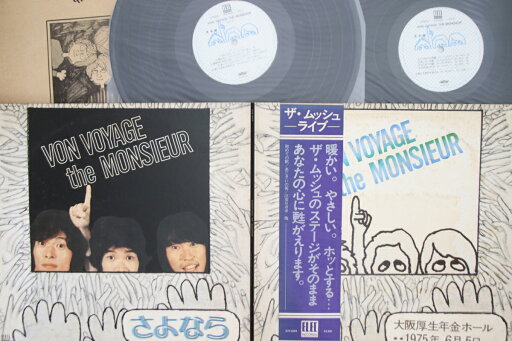 VON VOYAGE
the MONSIEUR
さよなら
ザ・ムッシュ
ライブ
暖かい。やさしい。ホッとする…
ザ・ムッシュのステージがそのまま
あなたの心に甦がえります。
ELEC
RECORDS
VON VOYAGE
the MONSIEUR
大阪厚生年金ホール
1975年6月5日